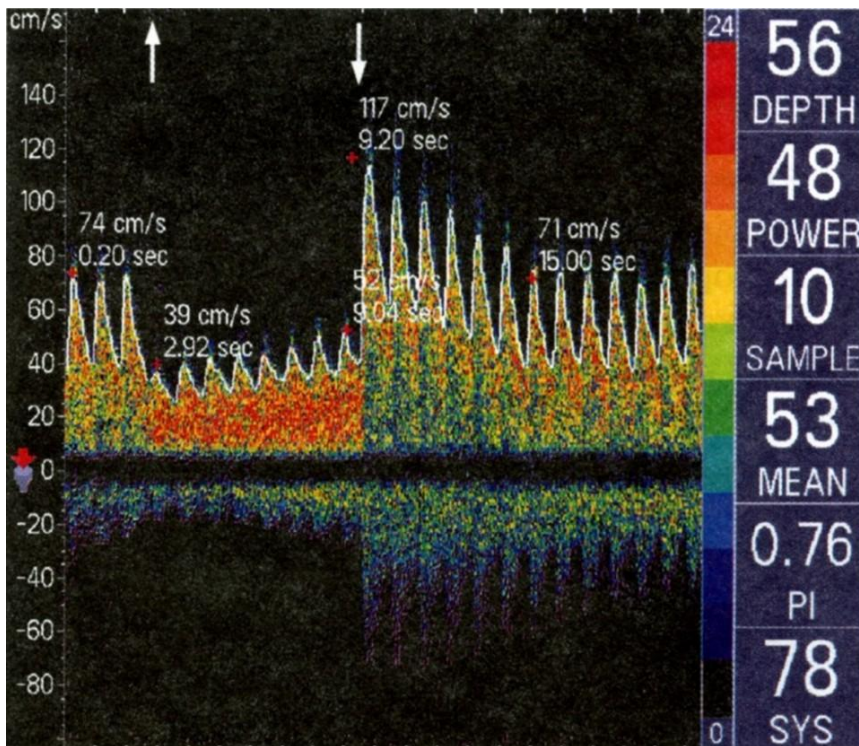 cm/s
140
120
100
80
60
40
20
0
-20
-40
-60
-80
74 cm/s
0.20 sec
39 cm/s
2.92 sec
117 cm/s
9.20 sec
52 cm/s
9.04 sec
71 cm/s
15.00 sec
24
0
56
DEPTH
48
POWER
10
SAMPLE
53
MEAN
0.76
PI
78
SYS